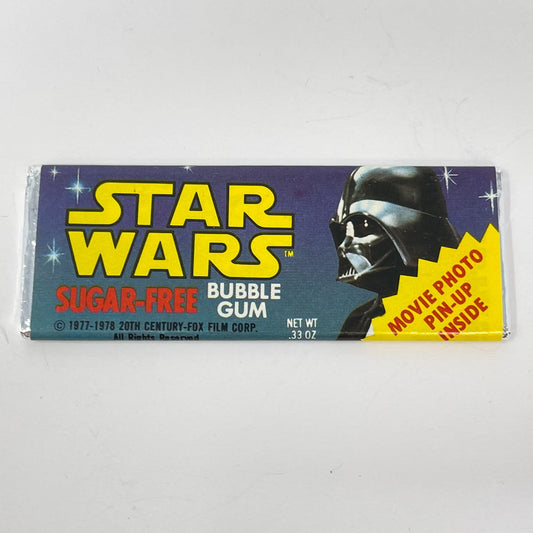 STAR
WARS™
SUGAR-FREE BUBBLE GUM
© 1977-1978 20TH CENTURY-FOX FILM CORP.
All Rights Reserved
NET WT
.33 OZ
MOVIE PHOTO
PIN-UP
INSIDE